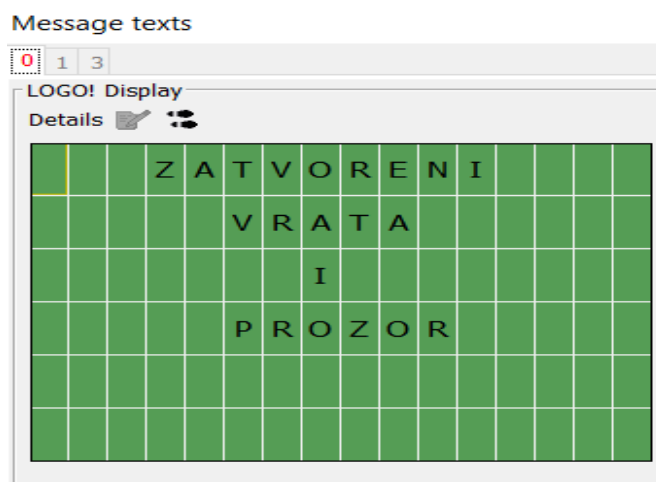 Message texts
0 1 3
LOGO! Display
Details
ZATVORENI
VRATA
I
PROZOR